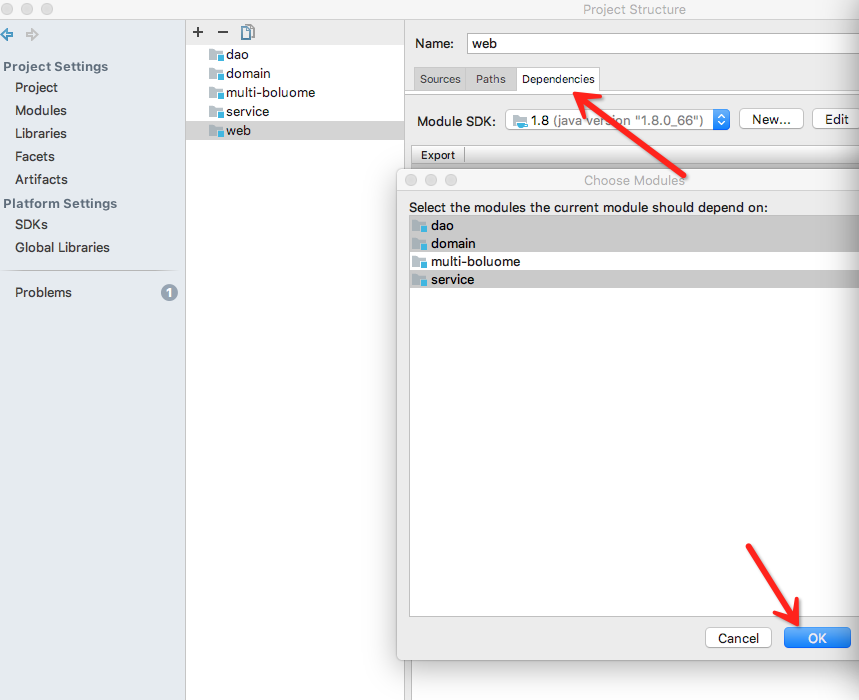 Project Structure
Project Settings
Project
Modules
Libraries
Facets
Artifacts
Platform Settings
SDKs
Global Libraries
Problems 1
dao
domain
multi-boluome
service
web
Name: web
Sources Paths Dependencies
Module SDK: 1.8 (java version "1.8.0_66") New... Edit
Export
Choose Modules
Select the modules the current module should depend on:
dao
domain
multi-boluome
service
Cancel OK